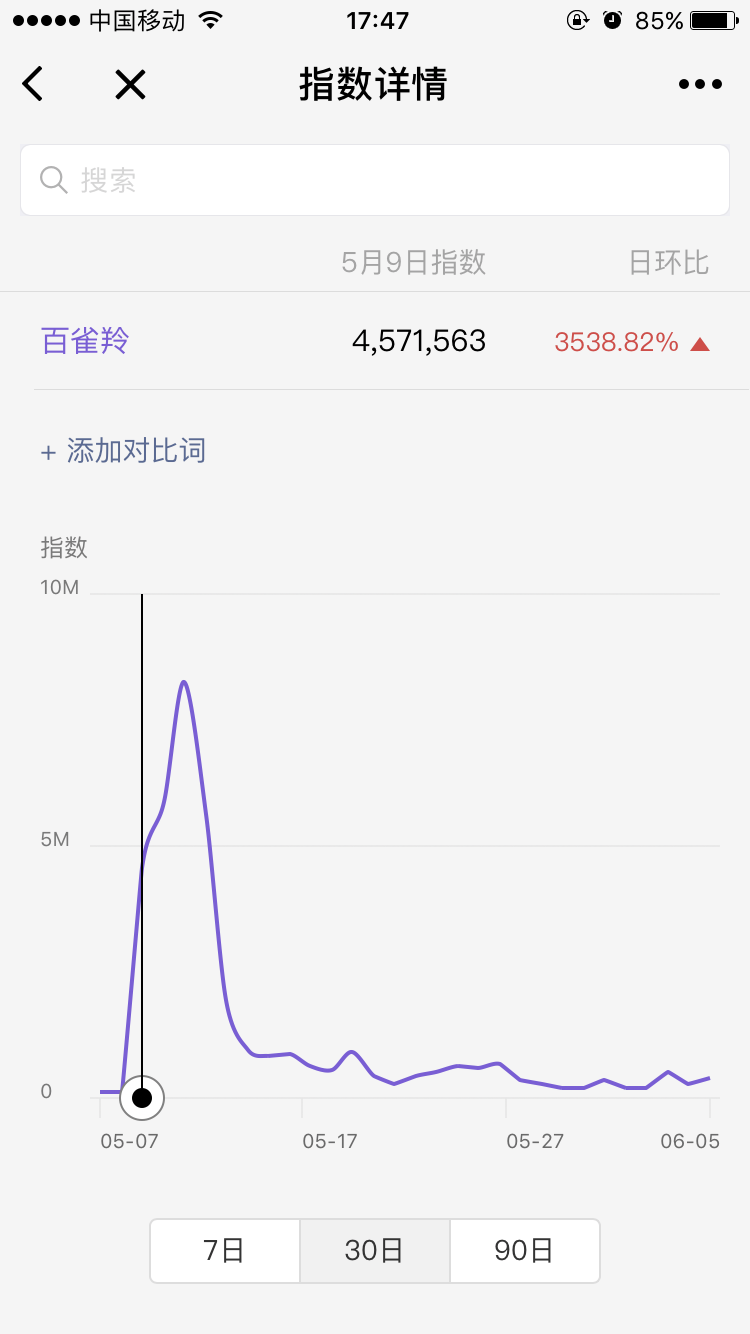 中国移动 17:47 85%
指数详情
搜索
5月9日指数 日环比
百雀羚 4,571,563 3538.82%
+ 添加对比词
指数
10M
5M
0
05-07 05-17 05-27 06-05
7日 30日 90日